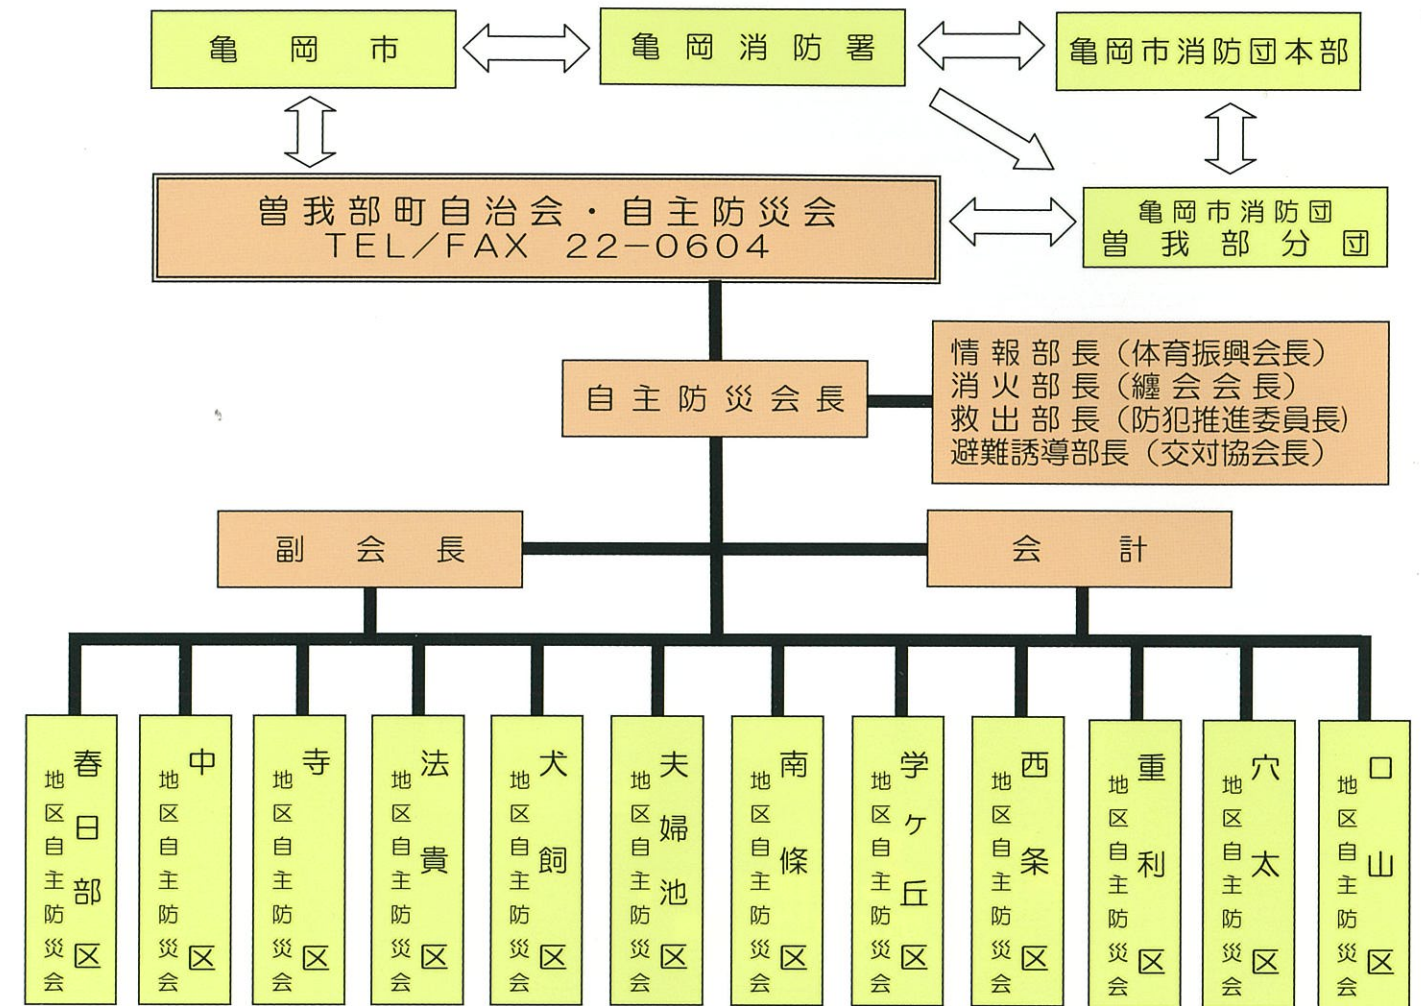 亀岡市
亀岡消防署
亀岡市消防団本部
曽我部町自治会・自主防災会
TEL/FAX 22-0604
亀岡市消防団
曽我部分団
自主防災会長
情報部長(体育振興会長)
消火部長(纏会会長)
救出部長(防犯推進委員長)
避難誘導部長(交対協会長)
副会長
会計
春日部区
地区自主防災会
中区
地区自主防災会
寺区
地区自主防災会
法貴区
地区自主防災会
犬飼区
地区自主防災会
夫婦池区
地区自主防災会
南條区
地区自主防災会
学ケ丘区
地区自主防災会
西条区
地区自主防災会
重利区
地区自主防災会
穴太区
地区自主防災会
口山区
地区自主防災会